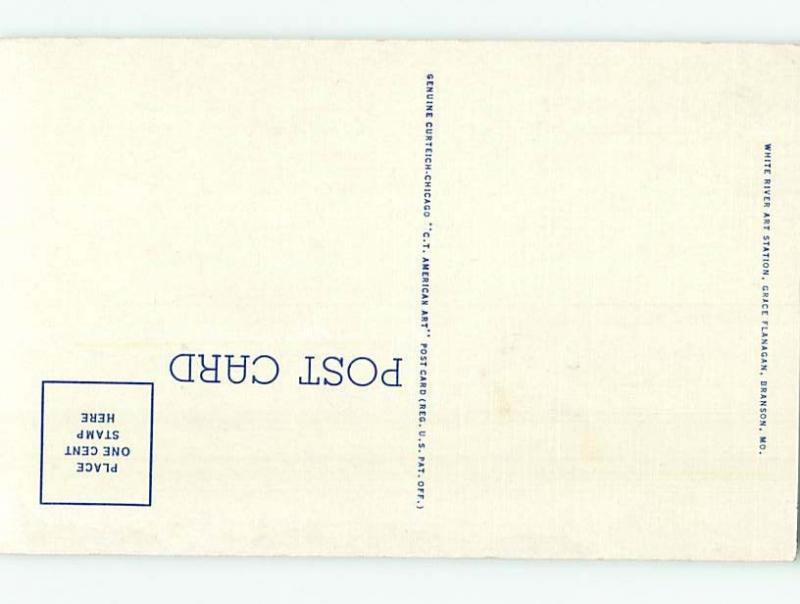 POST CARD
PLACE
ONE CENT
STAMP
HERE
GENUINE CURTEICH-CHICAGO "C.T. AMERICAN ART" POST CARD (REG. U.S. PAT. OFF.)
WHITE RIVER ART STATION, GRACE FLANAGAN, BRANSON, MO.